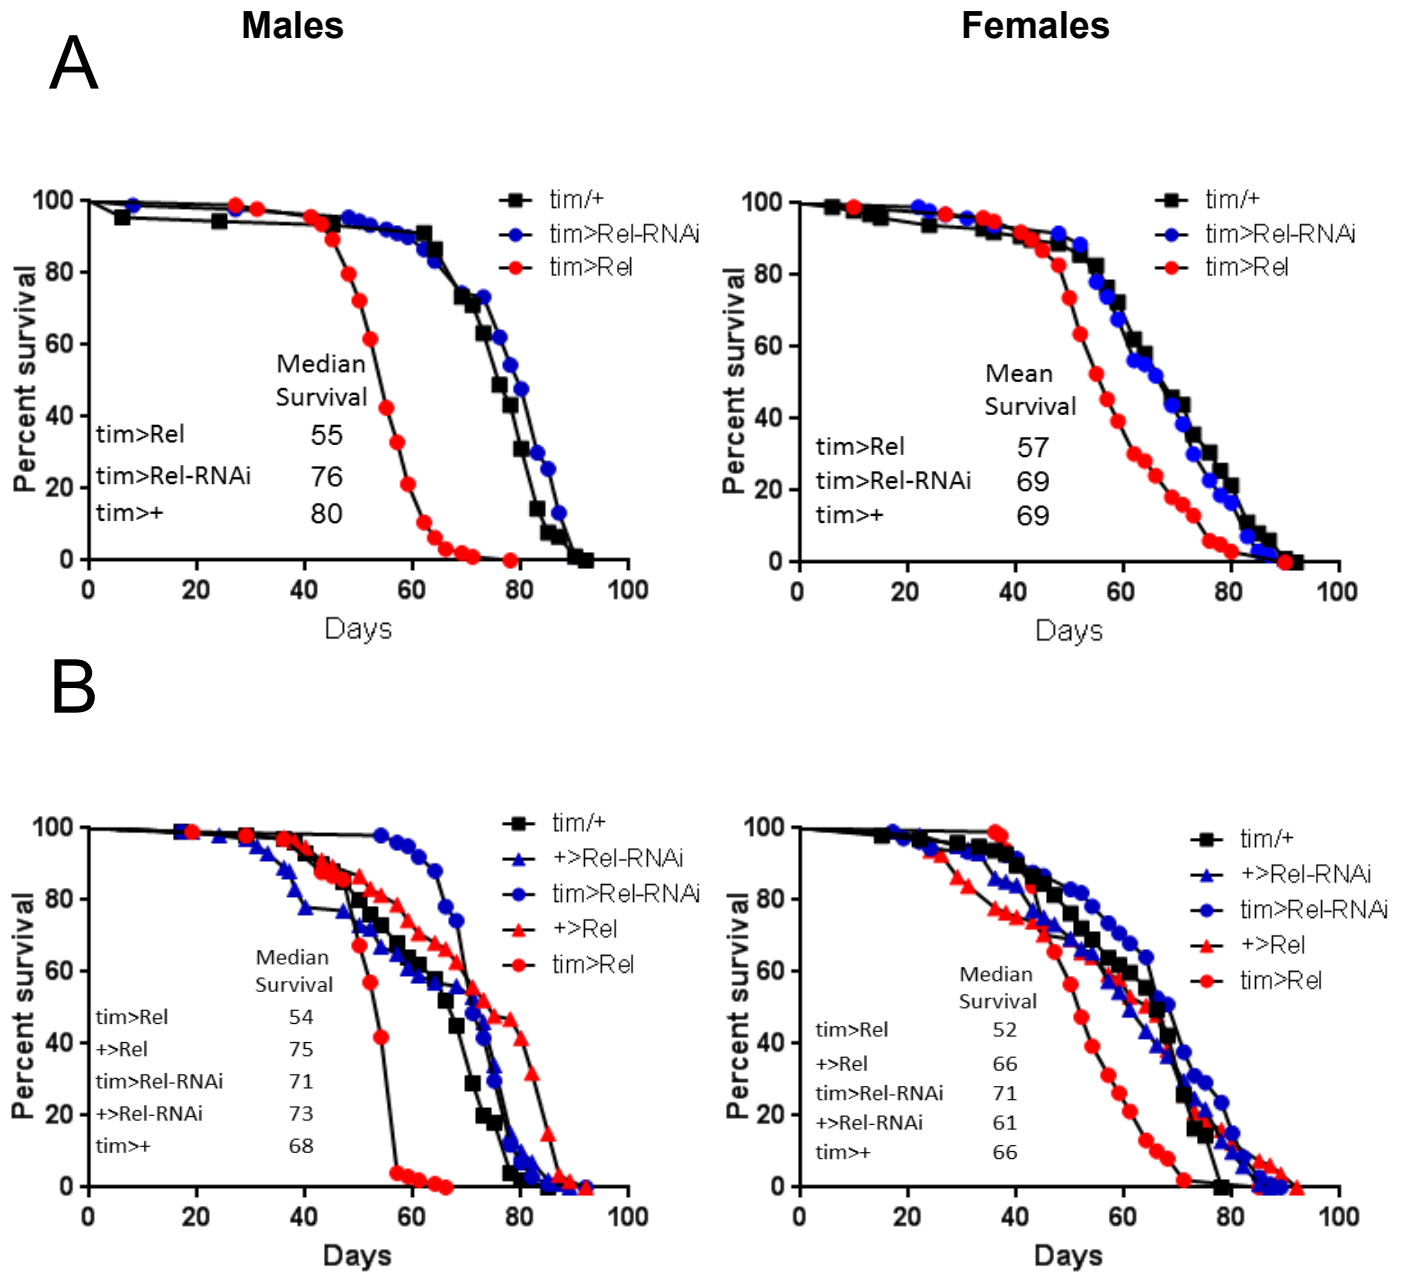 Males
Females
A
100
80
60
40
20
0
Percent survival
0 20 40 60 80 100
Days
tim/+
tim>Rel-RNAi
tim>Rel
Median
Survival
tim>Rel 55
tim>Rel-RNAi 76
tim>+ 80
100
80
60
40
20
0
Percent survival
0 20 40 60 80 100
Days
tim/+
tim>Rel-RNAi
tim>Rel
Mean
Survival
tim>Rel 57
tim>Rel-RNAi 69
tim>+ 69
B
100
80
60
40
20
0
Percent survival
0 20 40 60 80 100
Days
tim/+
+>Rel-RNAi
tim>Rel-RNAi
+>Rel
tim>Rel
Median
Survival
tim>Rel 54
+>Rel 75
tim>Rel-RNAi 71
+>Rel-RNAi 73
tim>+ 68
100
80
60
40
20
0
Percent survival
0 20 40 60 80 100
Days
tim/+
+>Rel-RNAi
tim>Rel-RNAi
+>Rel
tim>Rel
Median
Survival
tim>Rel 52
+>Rel 66
tim>Rel-RNAi 71
+>Rel-RNAi 61
tim>+ 66